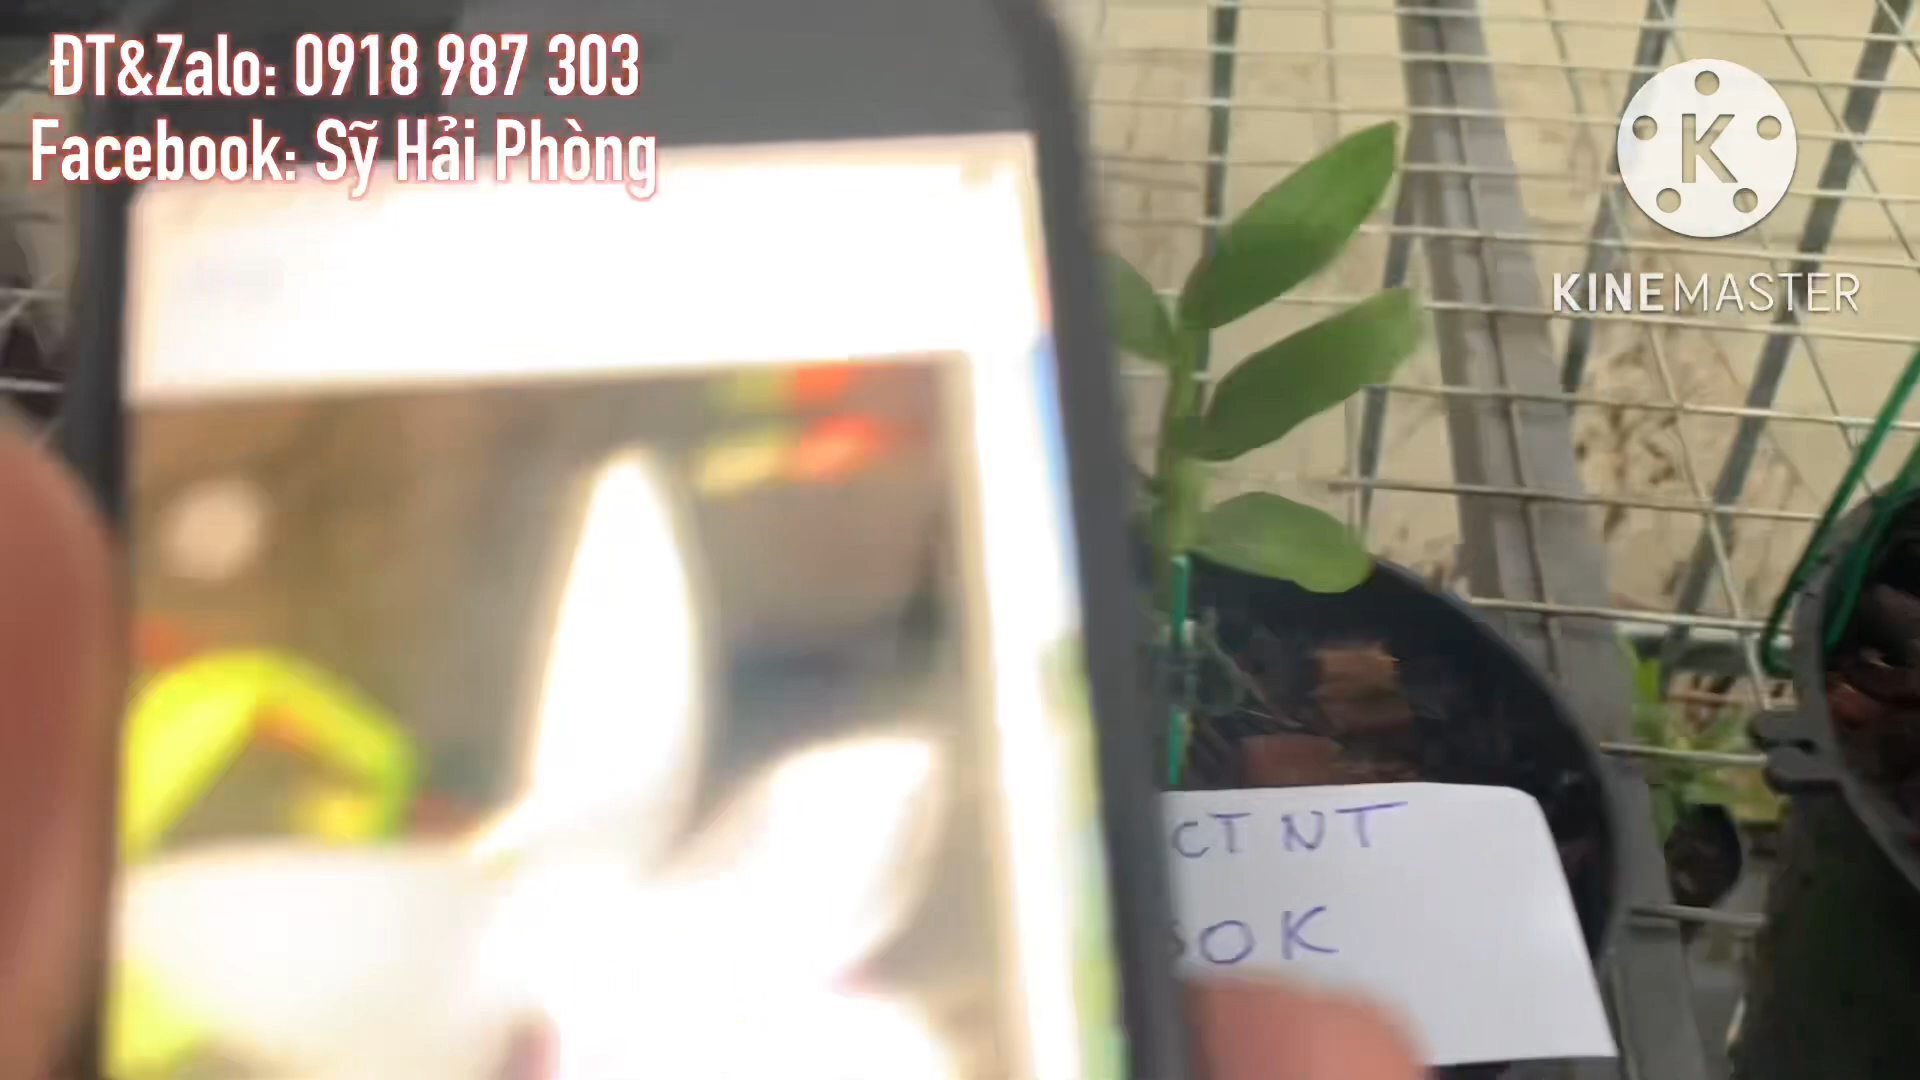 ĐT&Zalo: 0918 987 303
Facebook: Sỹ Hải Phòng
K
KINEMASTER
CT NT
OK